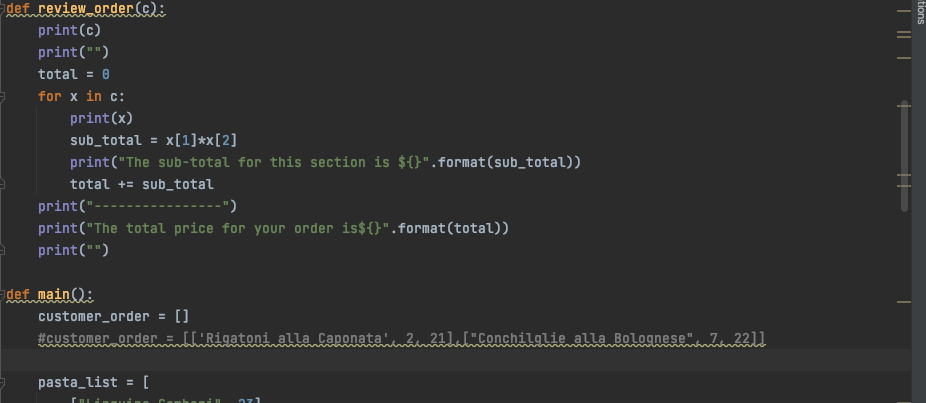 def review_order(c):
    print(c)
    print("")
    total = 0
    for x in c:
        print(x)
        sub_total = x[1]*x[2]
        print("The sub-total for this section is ${}".format(sub_total))
        total += sub_total
    print("----------------")
    print("The total price for your order is${}".format(total))
    print("")
def main():
    customer_order = []
    #customer_order = [['Rigatoni alla Caponata', 2, 21],["Conchilglie alla Bolognese", 7, 22]]
    pasta_list = [